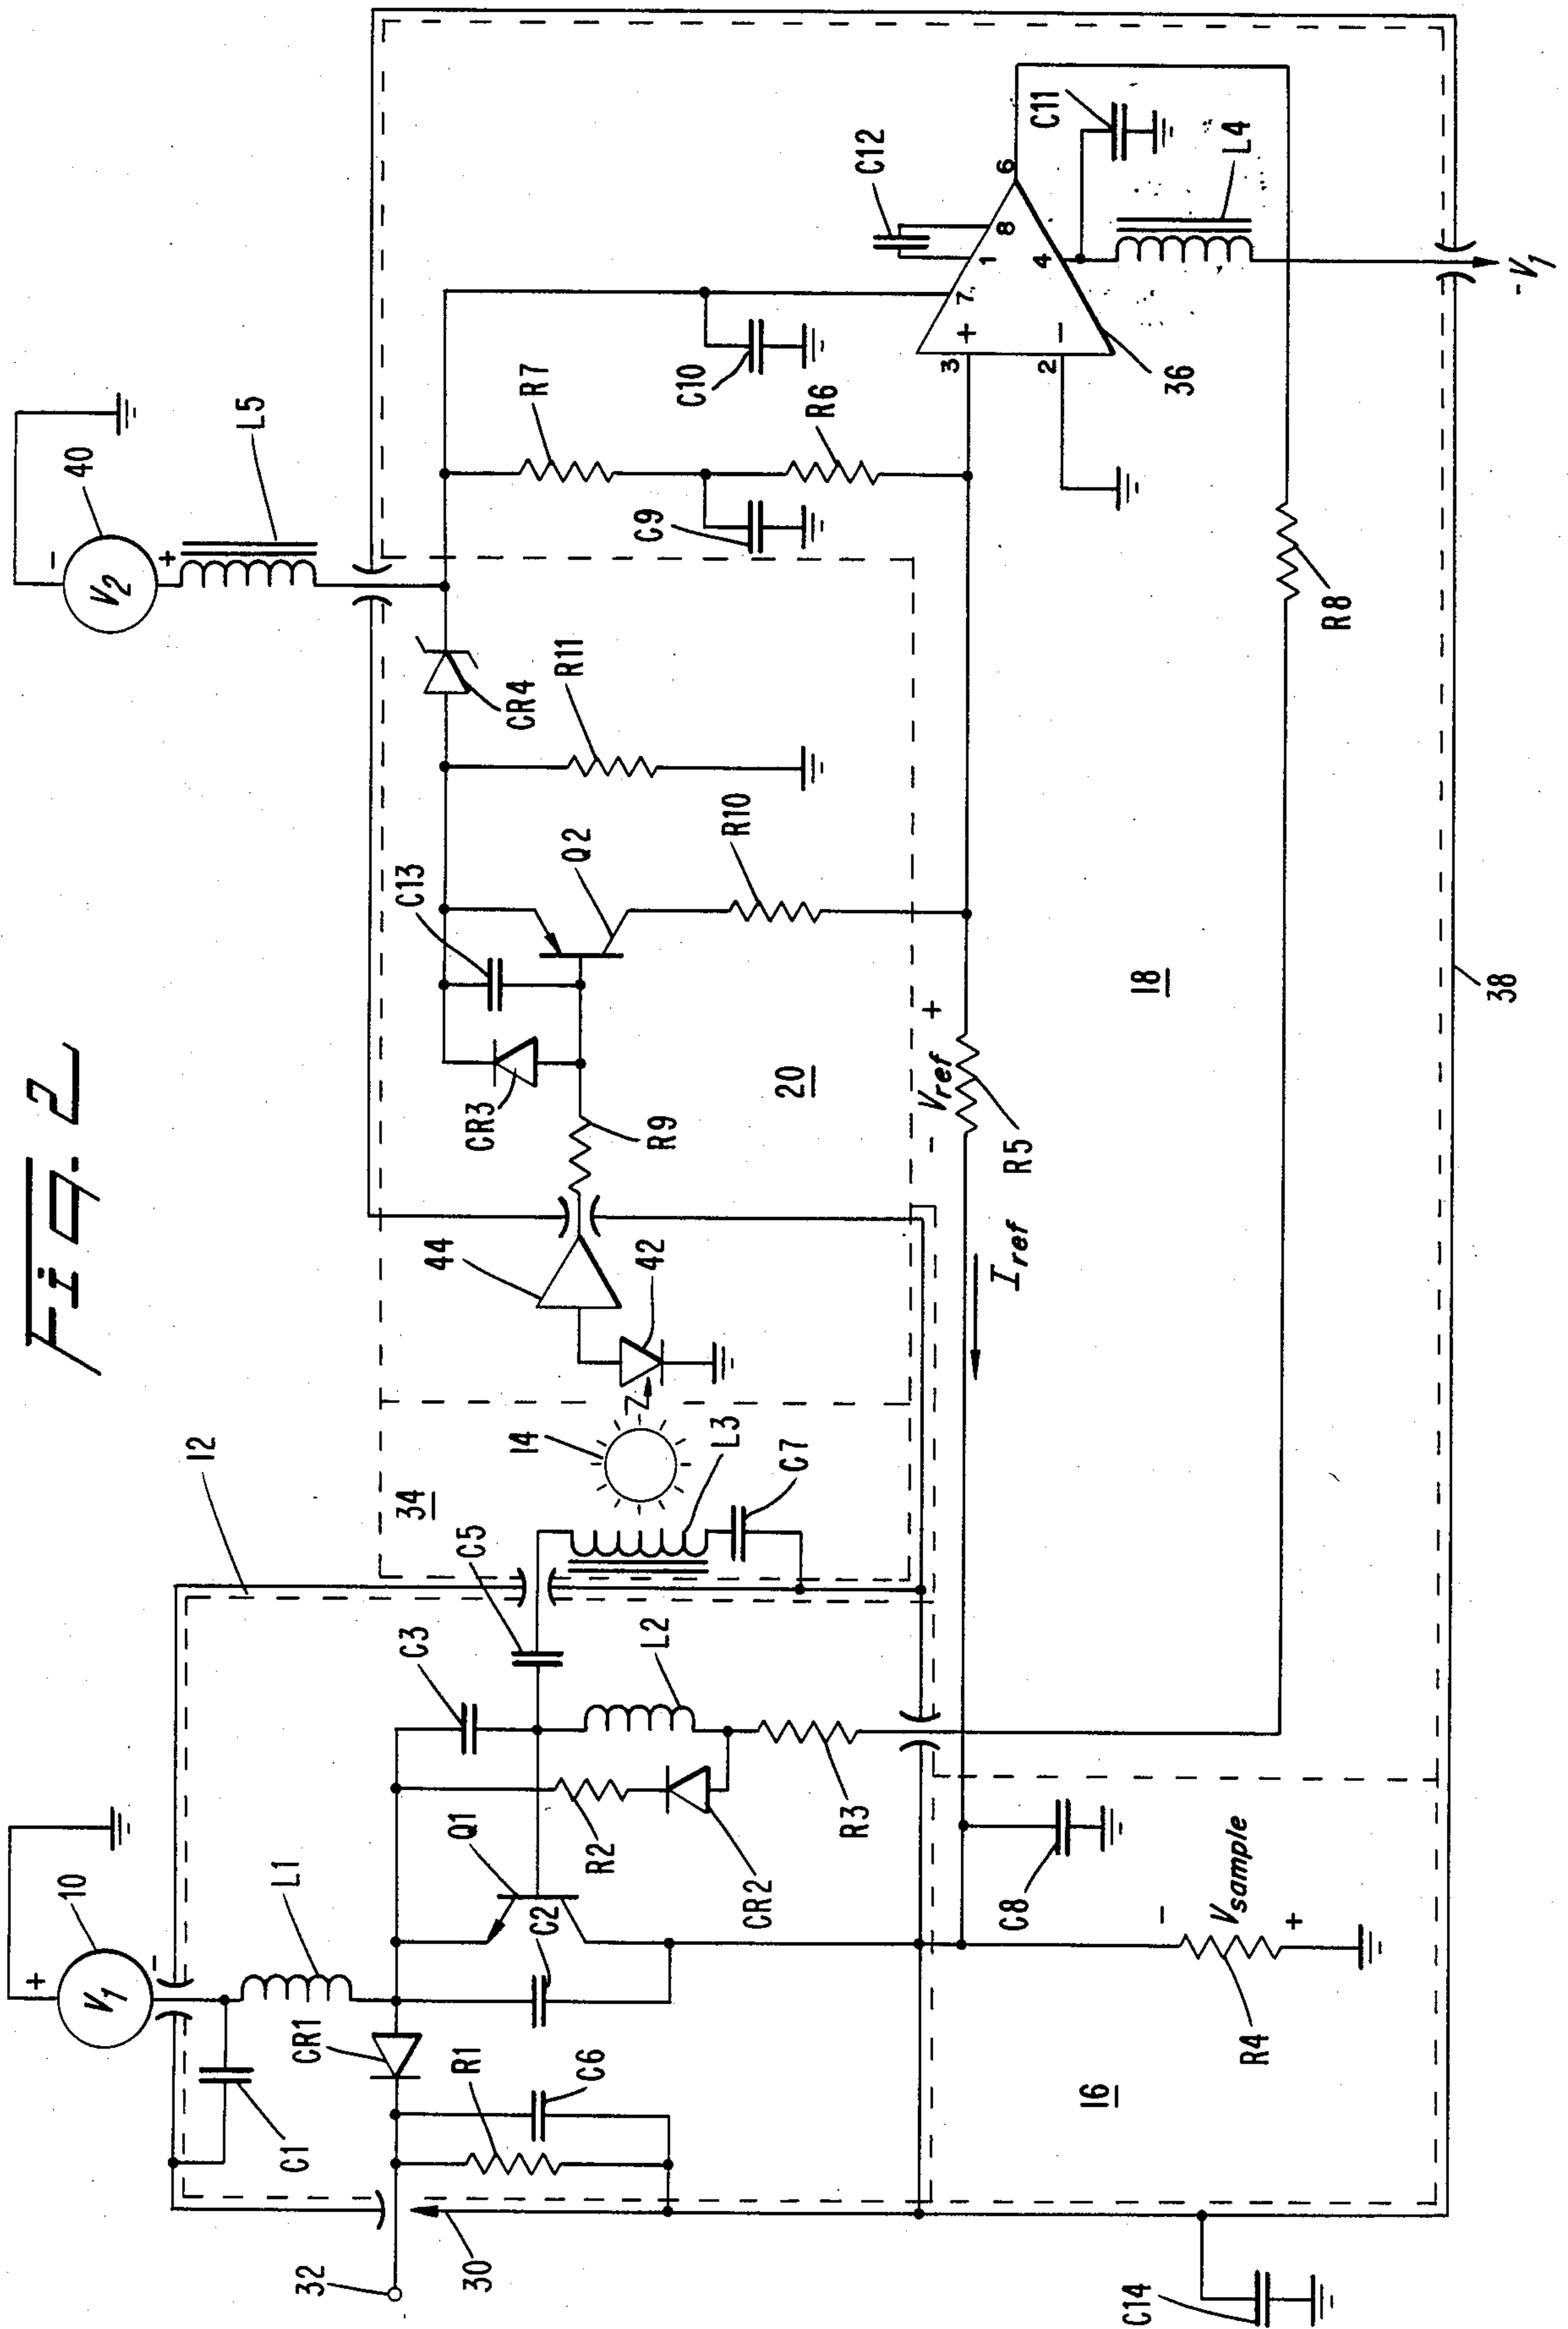 Fig. 2
12
10
+
V1
-
L1
Q1
C3
C5
34
14
L3
C7
L2
R2
CR2
R3
C2
CR1
R1
C6
C1
32
30
C14
16
R4
Vsample
-
+
C8
44
42
R9
CR3
C13
Q2
R10
20
R11
CR4
40
-
V2
+
L5
R7
C9
R6
C10
C12
3
+
7
1
8
6
2
-
4
36
C11
L4
-V1
- Vref +
R5
Iref
18
R8
38